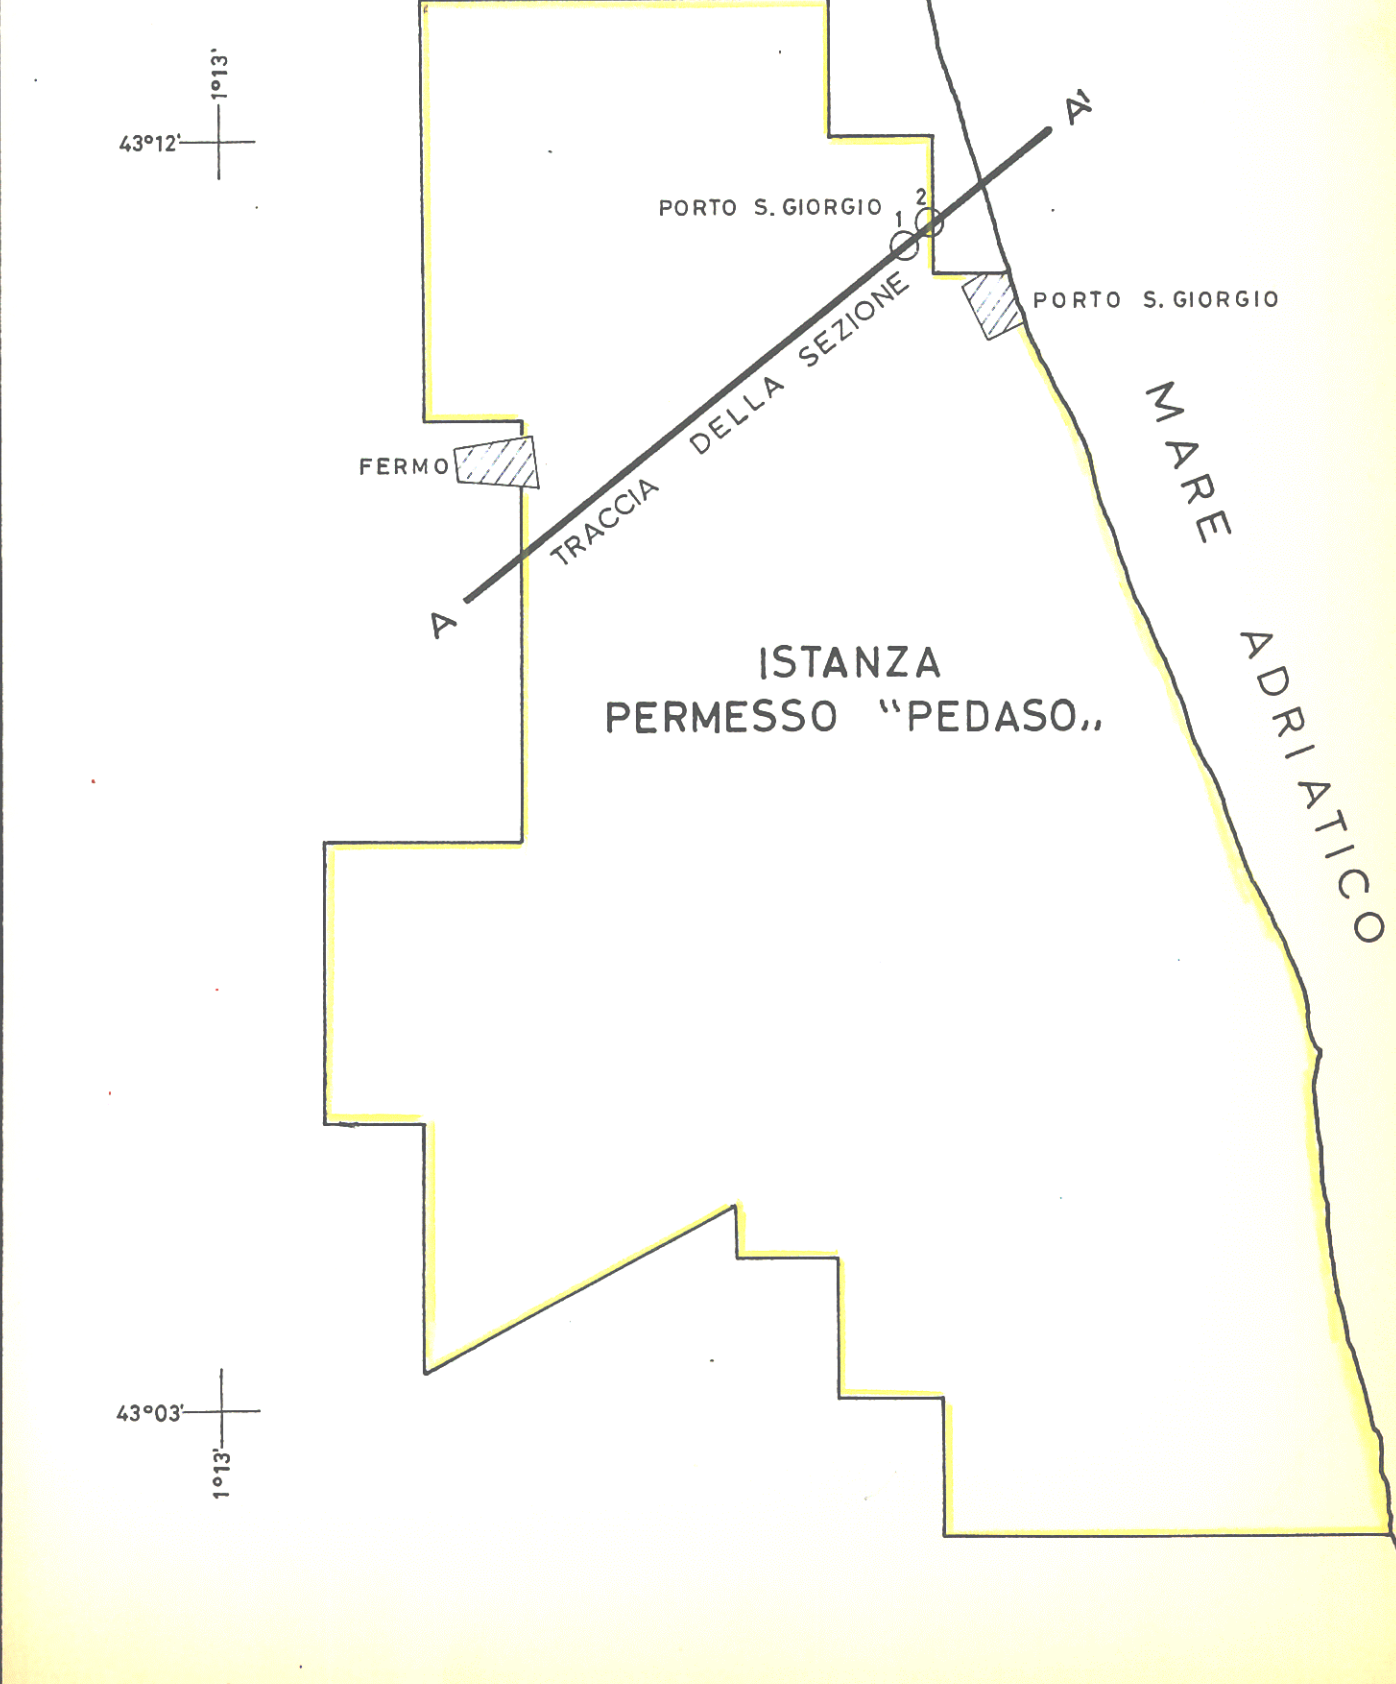 1°13'
43°12'
A'
PORTO S. GIORGIO
2
1
PORTO S. GIORGIO
TRACCIA DELLA SEZIONE
MARE ADRIATICO
FERMO
A
ISTANZA
PERMESSO "PEDASO„
43°03'
1°13'